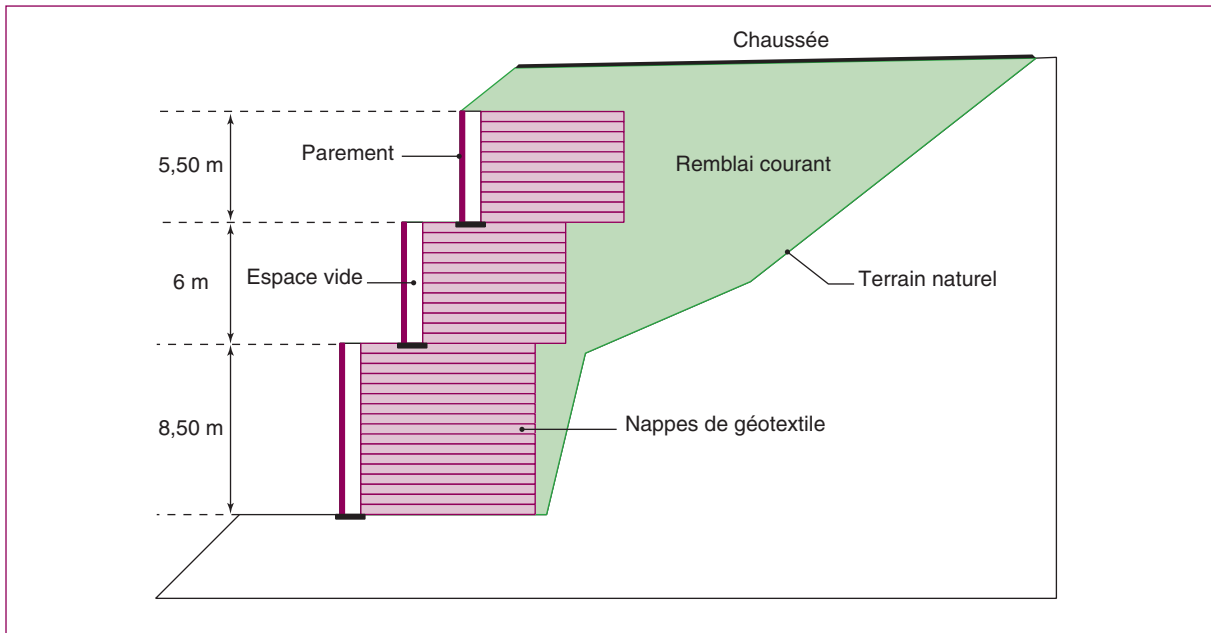 Chaussée
5,50 m
Parement
Remblai courant
6 m
Espace vide
Terrain naturel
8,50 m
Nappes de géotextile